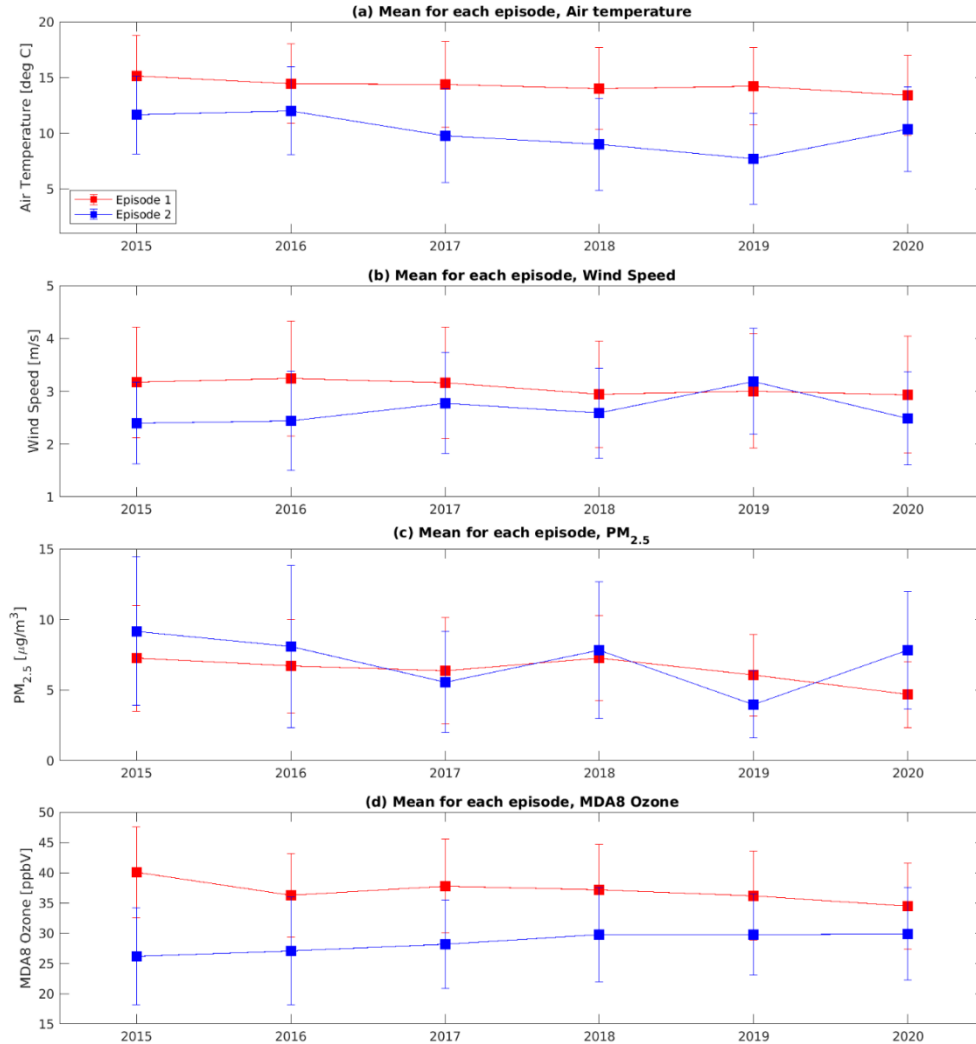 (a) Mean for each episode, Air temperature
20
15
10
5
Air Temperature [deg C]
Episode 1
Episode 2
2015 2016 2017 2018 2019 2020
(b) Mean for each episode, Wind Speed
5
4
3
2
1
Wind Speed [m/s]
2015 2016 2017 2018 2019 2020
(c) Mean for each episode, PM2.5
15
10
5
0
PM2.5 [μg/m3]
2015 2016 2017 2018 2019 2020
(d) Mean for each episode, MDA8 Ozone
50
45
40
35
30
25
20
15
MDA8 Ozone [ppbV]
2015 2016 2017 2018 2019 2020